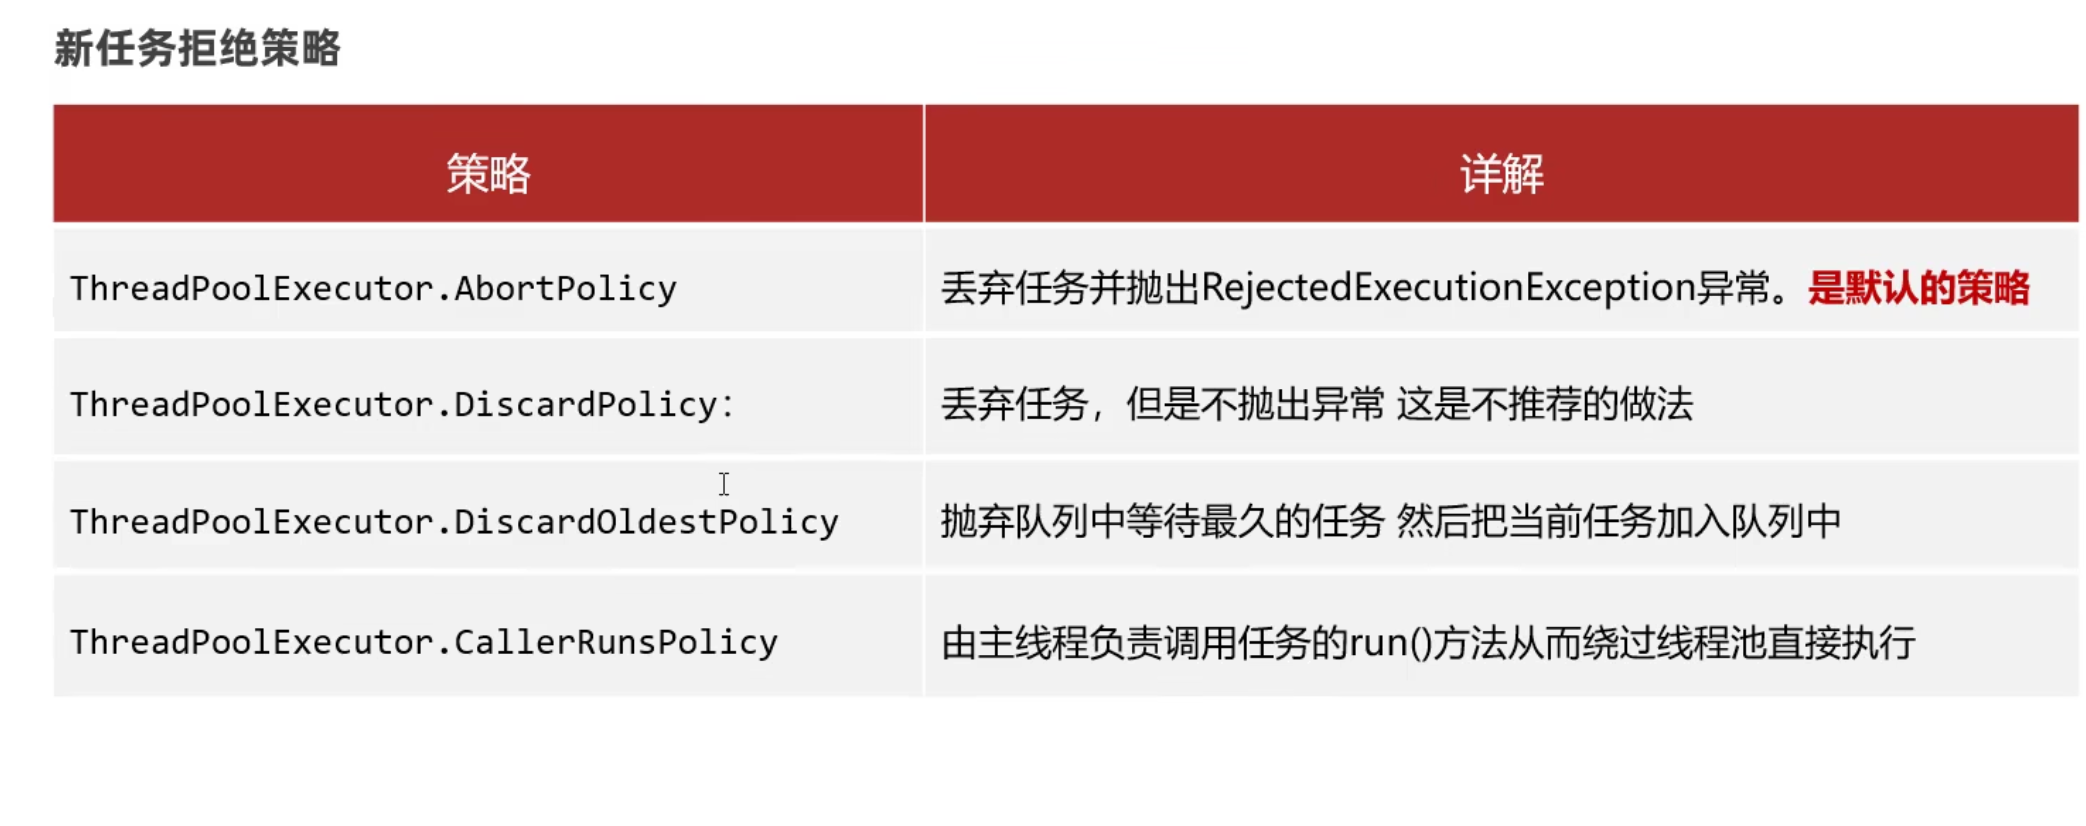 新任务拒绝策略
策略 详解
ThreadPoolExecutor.AbortPolicy 丢弃任务并抛出RejectedExecutionException异常。是默认的策略
ThreadPoolExecutor.DiscardPolicy: 丢弃任务，但是不抛出异常 这是不推荐的做法
ThreadPoolExecutor.DiscardOldestPolicy 抛弃队列中等待最久的任务 然后把当前任务加入队列中
ThreadPoolExecutor.CallerRunsPolicy 由主线程负责调用任务的run()方法从而绕过线程池直接执行